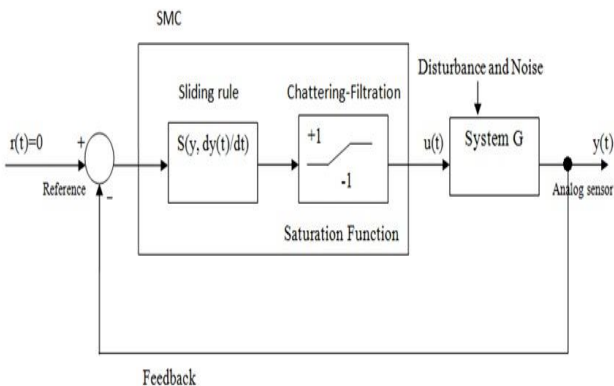 SMC
Disturbance and Noise
Sliding rule
Chattering-Filtration
r(t)=0
+
S(y, dy(t)/dt)
+1
-1
u(t)
System G
y(t)
Reference
–
Analog sensor
Saturation Function
Feedback